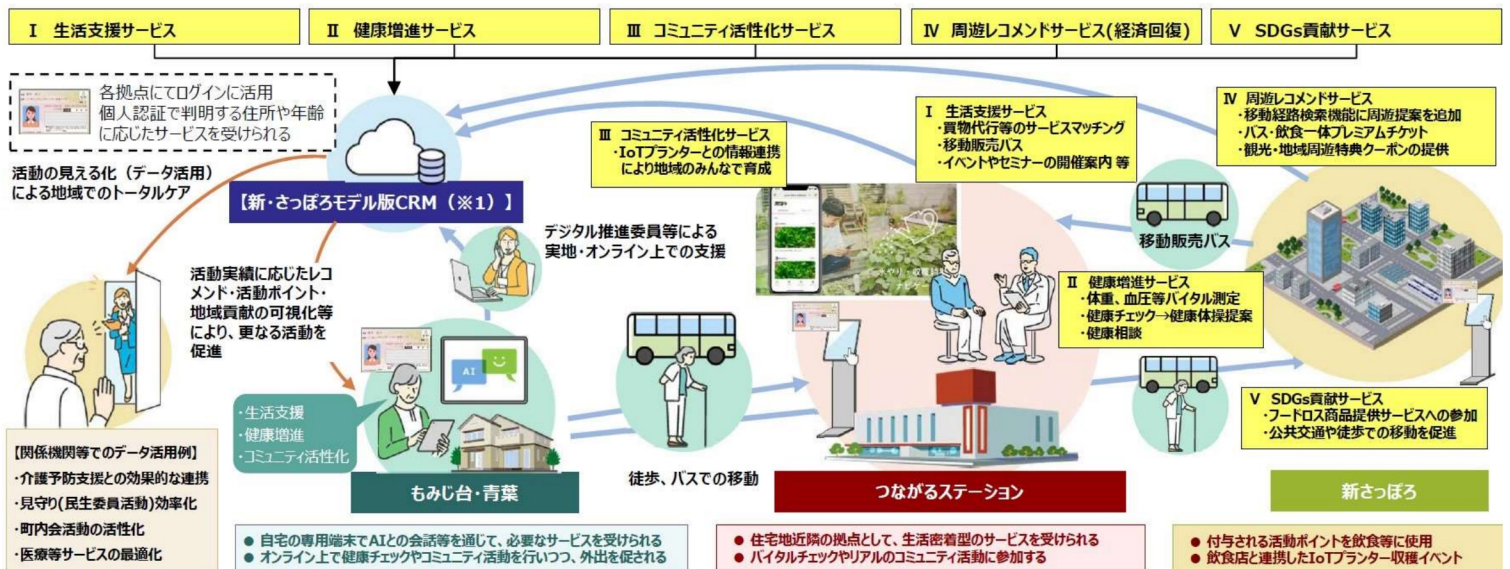 Ⅰ 生活支援サービス
Ⅱ 健康増進サービス
Ⅲ コミュニティ活性化サービス
Ⅳ 周遊レコメンドサービス(経済回復)
Ⅴ SDGs貢献サービス
各拠点にてログインに活用
個人認証で判明する住所や年齢
に応じたサービスを受けられる
活動の見える化（データ活用）
による地域でのトータルケア
【新・さっぽろモデル版CRM（※1）】
Ⅲ コミュニティ活性化サービス
・IoTプランターとの情報連携
により地域のみんなで育成
Ⅰ 生活支援サービス
・買物代行等のサービスマッチング
・移動販売バス
・イベントやセミナーの開催案内 等
Ⅳ 周遊レコメンドサービス
・移動経路検索機能に周遊提案を追加
・バス・飲食一体プレミアムチケット
・観光・地域周遊特典クーポンの提供
デジタル推進委員等による
実地・オンライン上での支援
移動販売バス
活動実績に応じたレコ
メンド・活動ポイント・
地域貢献の可視化等
により、更なる活動を
促進
Ⅱ 健康増進サービス
・体重、血圧等バイタル測定
・健康チェック→健康体操提案
・健康相談
AI
・生活支援
・健康増進
・コミュニティ活性化
Ⅴ SDGs貢献サービス
・フードロス商品提供サービスへの参加
・公共交通や徒歩での移動を促進
【関係機関等でのデータ活用例】
・介護予防支援との効果的な連携
・見守り(民生委員活動)効率化
・町内会活動の活性化
・医療等サービスの最適化
もみじ台・青葉
徒歩、バスでの移動
つながるステーション
新さっぽろ
● 自宅の専用端末でAIとの会話等を通じて、必要なサービスを受けられる
● オンライン上で健康チェックやコミュニティ活動を行いつつ、外出を促される
● 住宅地近隣の拠点として、生活密着型のサービスを受けられる
● バイタルチェックやリアルのコミュニティ活動に参加する
● 付与される活動ポイントを飲食等に使用
● 飲食店と連携したIoTプランター収穫イベント